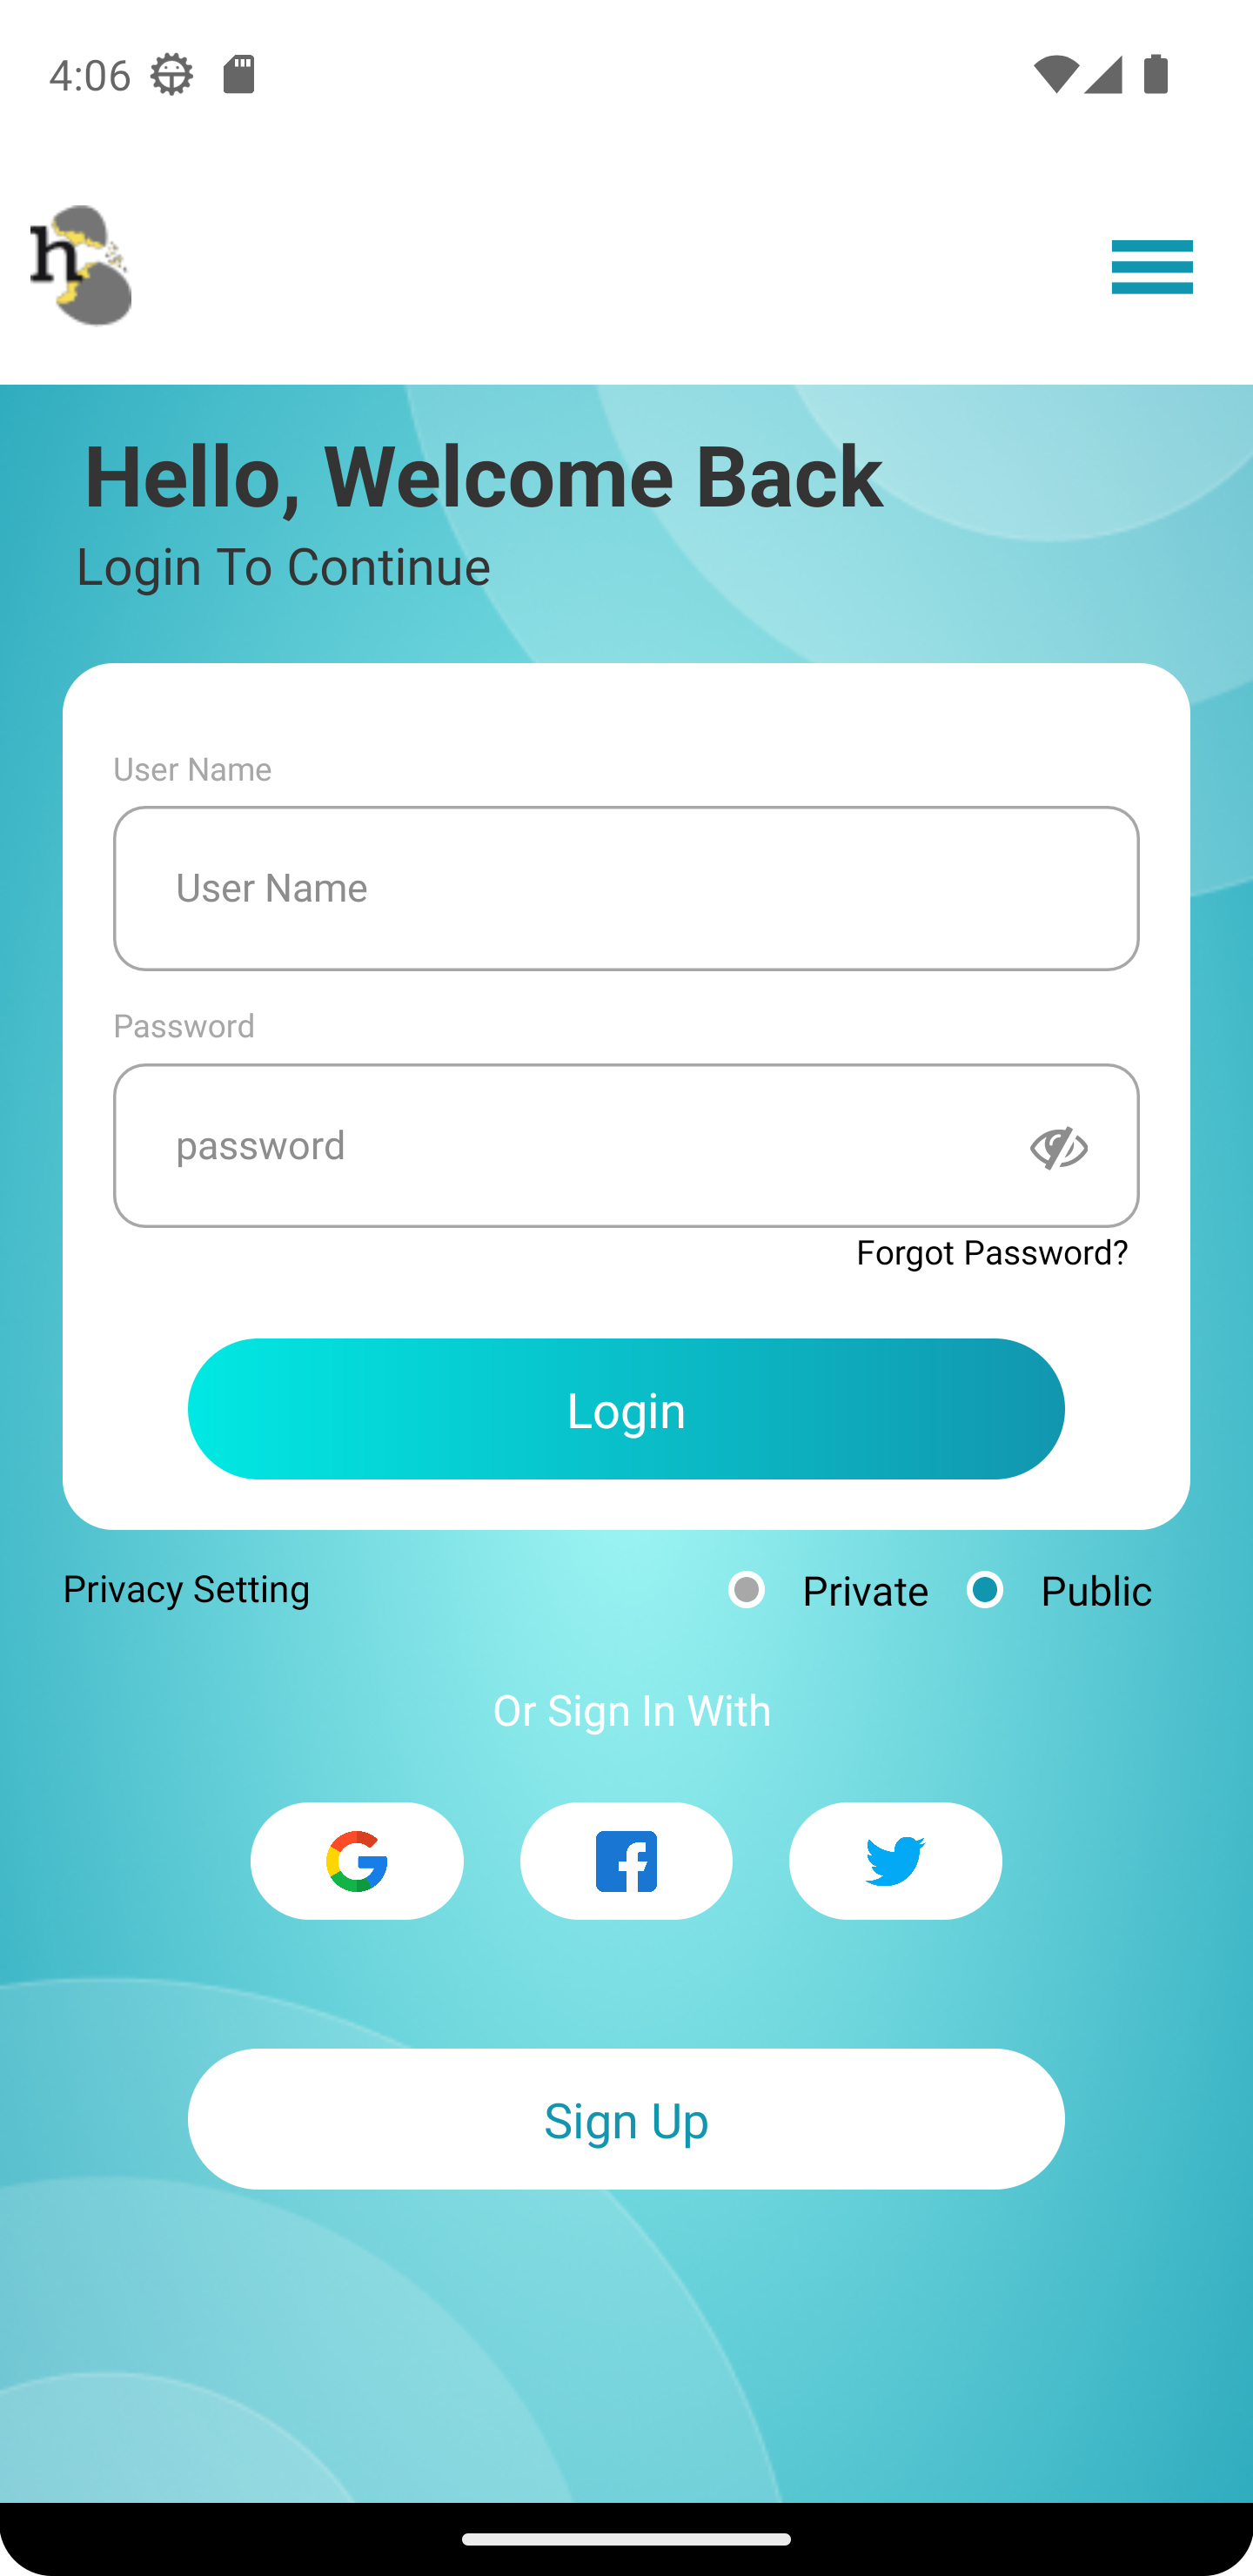 4:06
h
Hello, Welcome Back
Login To Continue
User Name
User Name
Password
password
Forgot Password?
Login
Privacy Setting
Private
Public
Or Sign In With
Sign Up